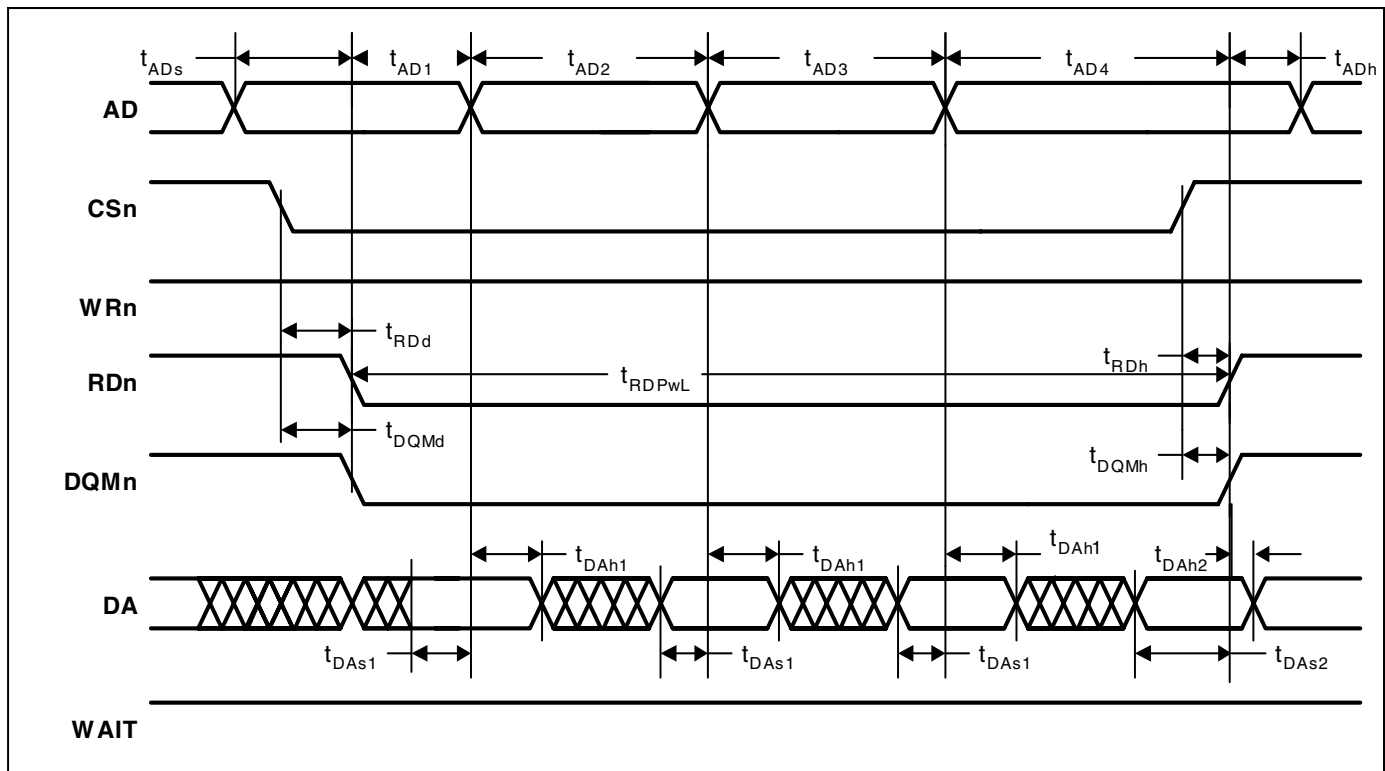 tADs tAD1 tAD2 tAD3 tAD4 tADh
AD
CSn
WRn
tRDd
tRDh
RDn
tRDPwL
tDQMd
tDQMh
DQMn
tDAh1 tDAh1 tDAh1 tDAh2
DA
tDAs1 tDAs1 tDAs1 tDAs2
WAIT